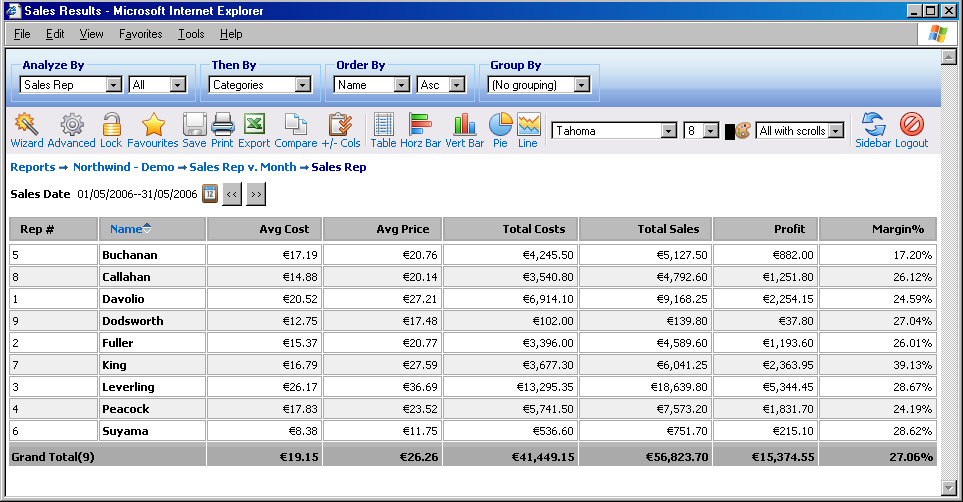 Sales Results - Microsoft Internet Explorer
File Edit View Favorites Tools Help
Analyze By Then By Order By Group By
Sales Rep All Categories Name Asc (No grouping)
Wizard Advanced Lock Favourites Save Print Export Compare +/- Cols Table Horz Bar Vert Bar Pie Line Tahoma 8 All with scrolls Sidebar Logout
Reports → Northwind - Demo → Sales Rep v. Month → Sales Rep
Sales Date 01/05/2006--31/05/2006 12 << >>
Rep # Name Avg Cost Avg Price Total Costs Total Sales Profit Margin%
5 Buchanan €17.19 €20.76 €4,245.50 €5,127.50 €882.00 17.20%
8 Callahan €14.88 €20.14 €3,540.80 €4,792.60 €1,251.80 26.12%
1 Davolio €20.52 €27.21 €6,914.10 €9,168.25 €2,254.15 24.59%
9 Dodsworth €12.75 €17.48 €102.00 €139.80 €37.80 27.04%
2 Fuller €15.37 €20.77 €3,396.00 €4,589.60 €1,193.60 26.01%
7 King €16.79 €27.59 €3,677.30 €6,041.25 €2,363.95 39.13%
3 Leverling €26.17 €36.69 €13,295.35 €18,639.80 €5,344.45 28.67%
4 Peacock €17.83 €23.52 €5,741.50 €7,573.20 €1,831.70 24.19%
6 Suyama €8.38 €11.75 €536.60 €751.70 €215.10 28.62%
Grand Total(9) €19.15 €26.26 €41,449.15 €56,823.70 €15,374.55 27.06%